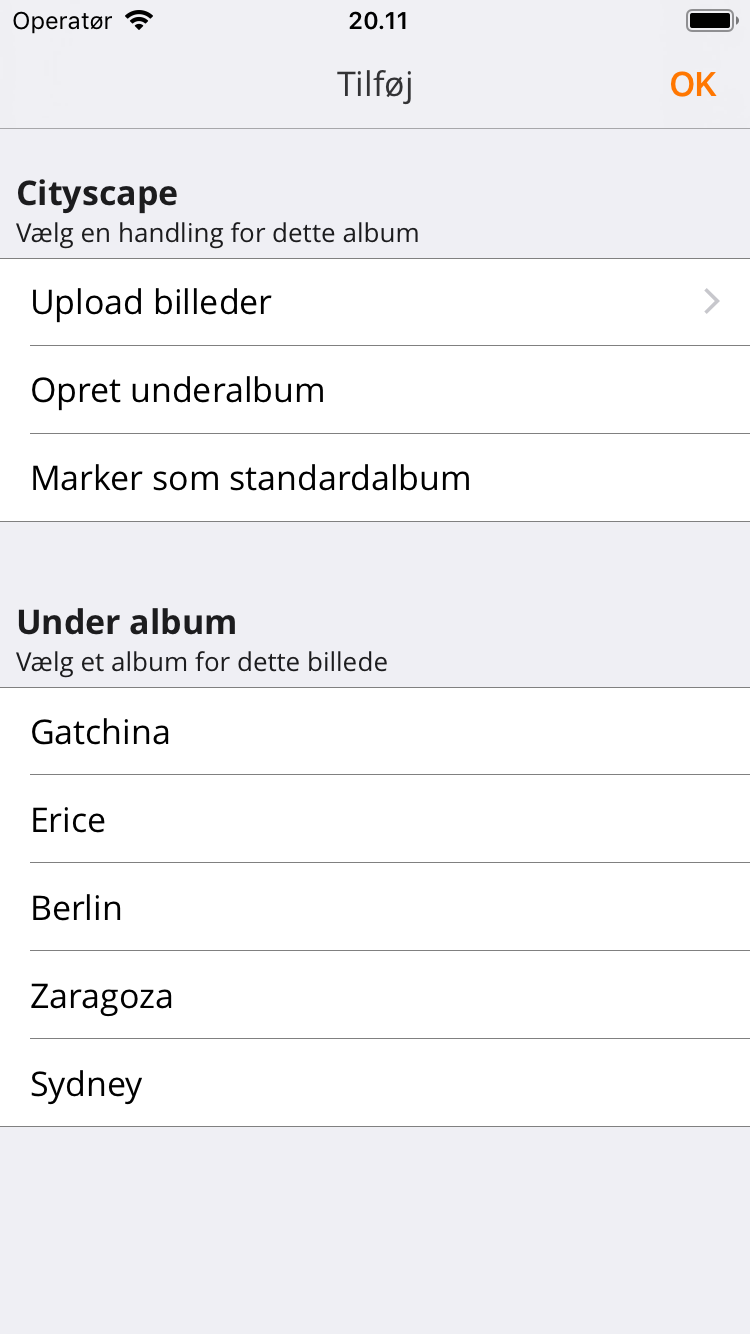 Operatør 20.11
Tilføj OK
Cityscape
Vælg en handling for dette album
Upload billeder
Opret underalbum
Marker som standardalbum
Under album
Vælg et album for dette billede
Gatchina
Erice
Berlin
Zaragoza
Sydney